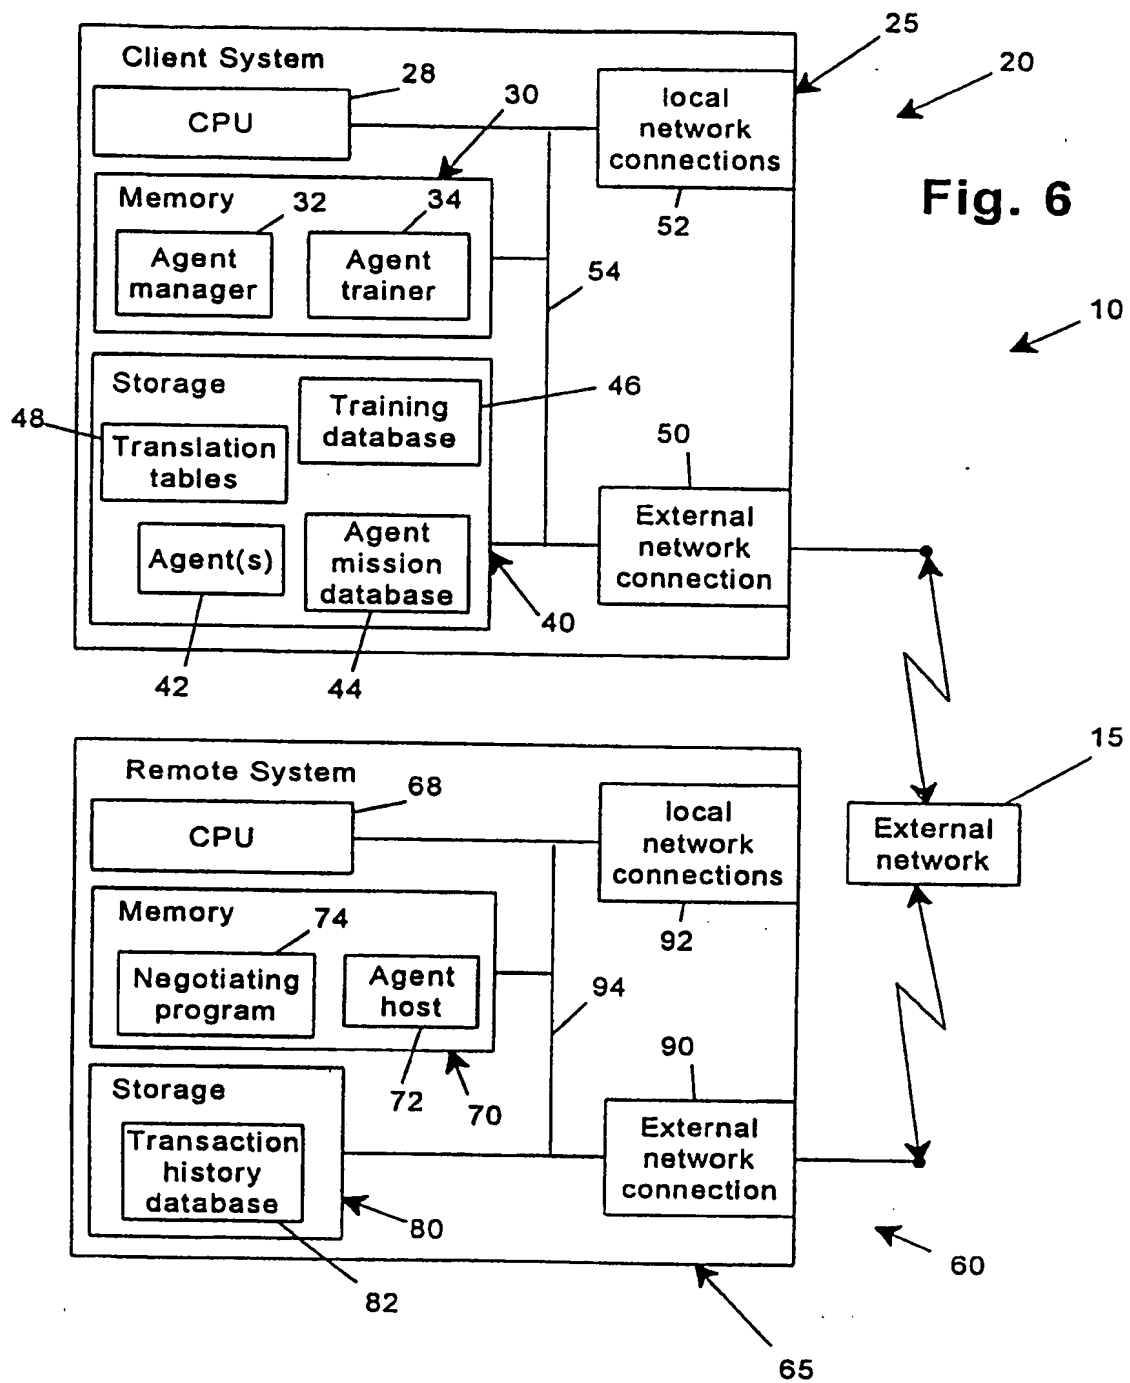 25
20
Client System
28
30
CPU
local
network
connections
Fig. 6
Memory
32
34
52
Agent
manager
Agent
trainer
54
10
Storage
46
Training
database
48
Translation
tables
50
External
network
connection
Agent
mission
database
Agent(s)
40
42
44
15
Remote System
68
local
network
connections
CPU
External
network
Memory
74
92
Negotiating
program
Agent
host
94
90
72
70
Storage
External
network
connection
Transaction
history
database
80
60
82
65